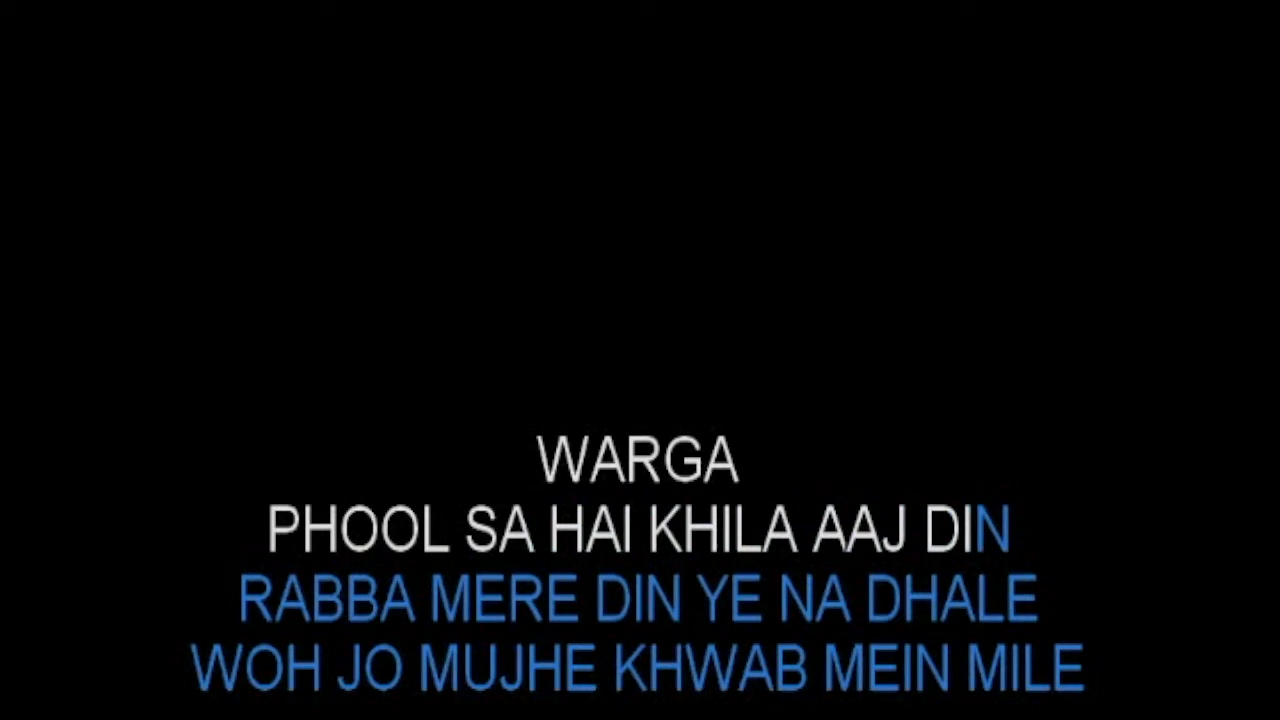 WARGA
PHOOL SA HAI KHILA AAJ DIN
RABBA MERE DIN YE NA DHALE
WOH JO MUJHE KHWAB MEIN MILE